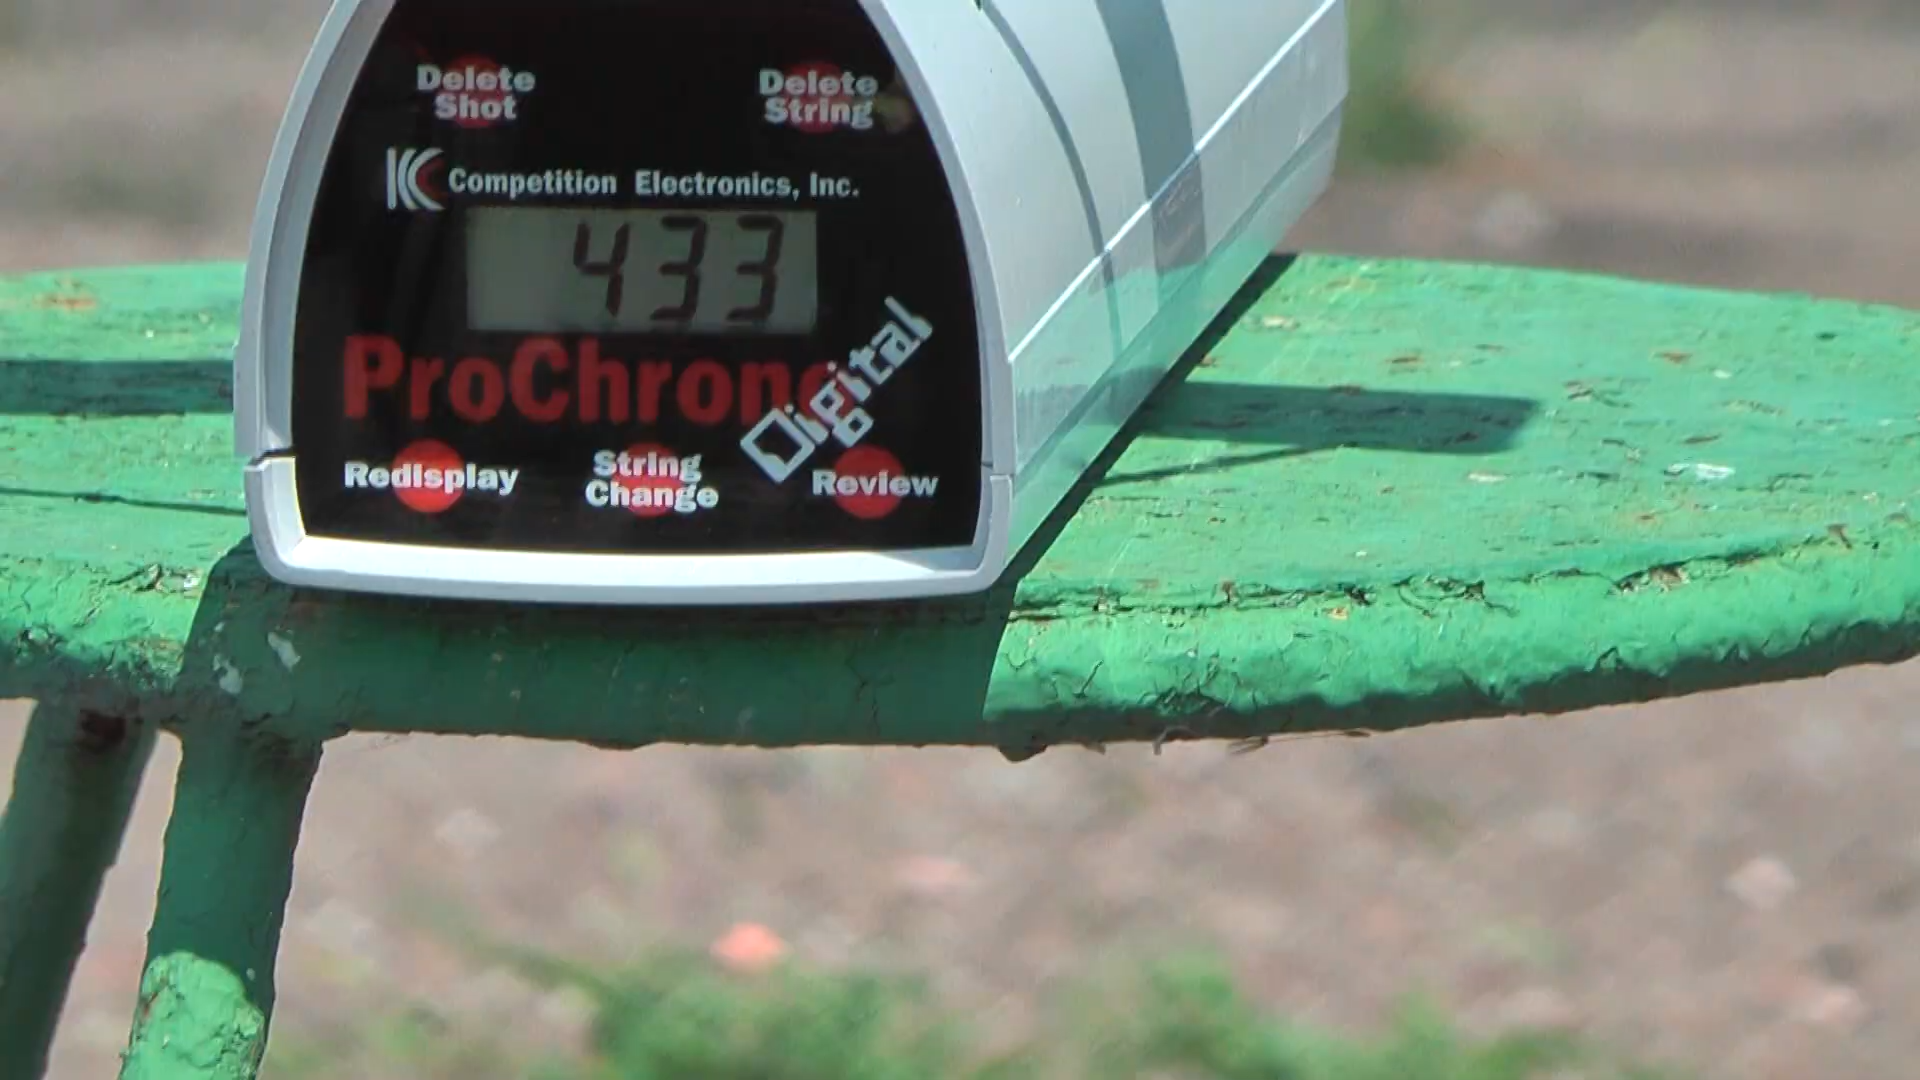 Delete Shot
Delete String
Competition Electronics, Inc.
433
ProChrono
Digital
Redisplay
String Change
Review